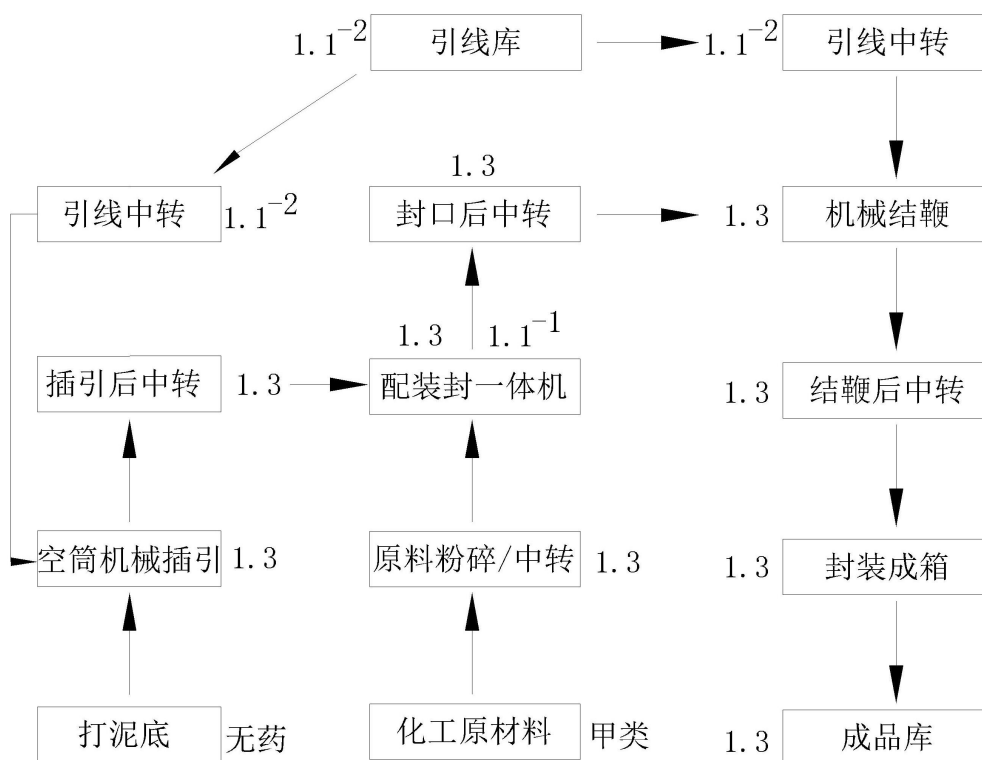 1.1⁻² 引线库 1.1⁻² 引线中转
1.3
引线中转 1.1⁻² 封口后中转 1.3 机械结鞭
1.3 1.1⁻¹
插引后中转 1.3 配装封一体机 1.3 结鞭后中转
空筒机械插引 1.3 原料粉碎/中转 1.3 1.3 封装成箱
打泥底 无药 化工原材料 甲类 1.3 成品库